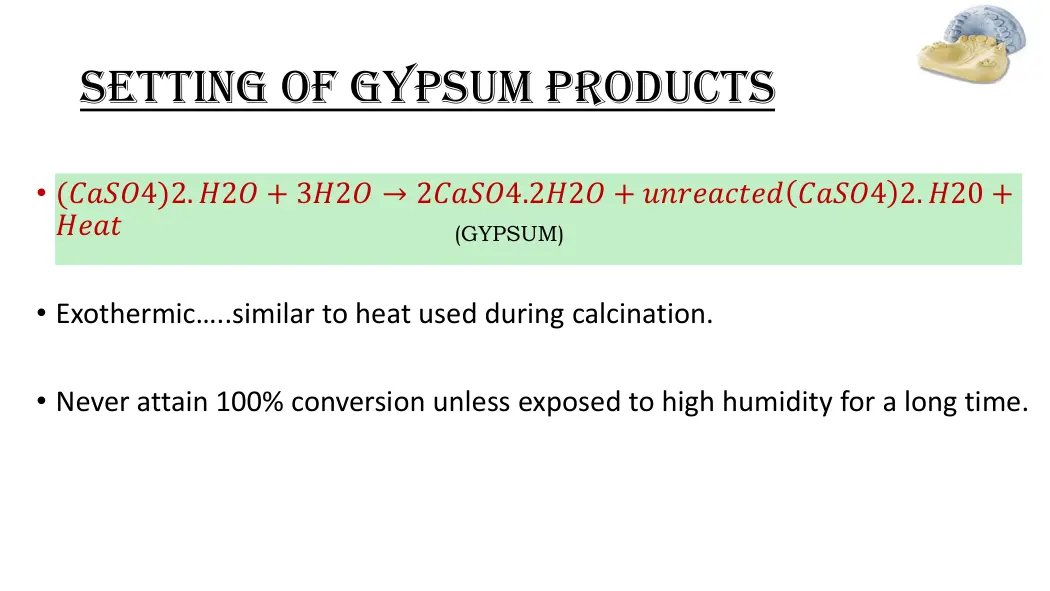 SETTING OF GYPSUM PRODUCTS
• (CaSO4)2. H2O + 3H2O → 2CaSO4.2H2O + unreacted(CaSO4)2. H20 +
Heat
(GYPSUM)
• Exothermic…..similar to heat used during calcination.
• Never attain 100% conversion unless exposed to high humidity for a long time.